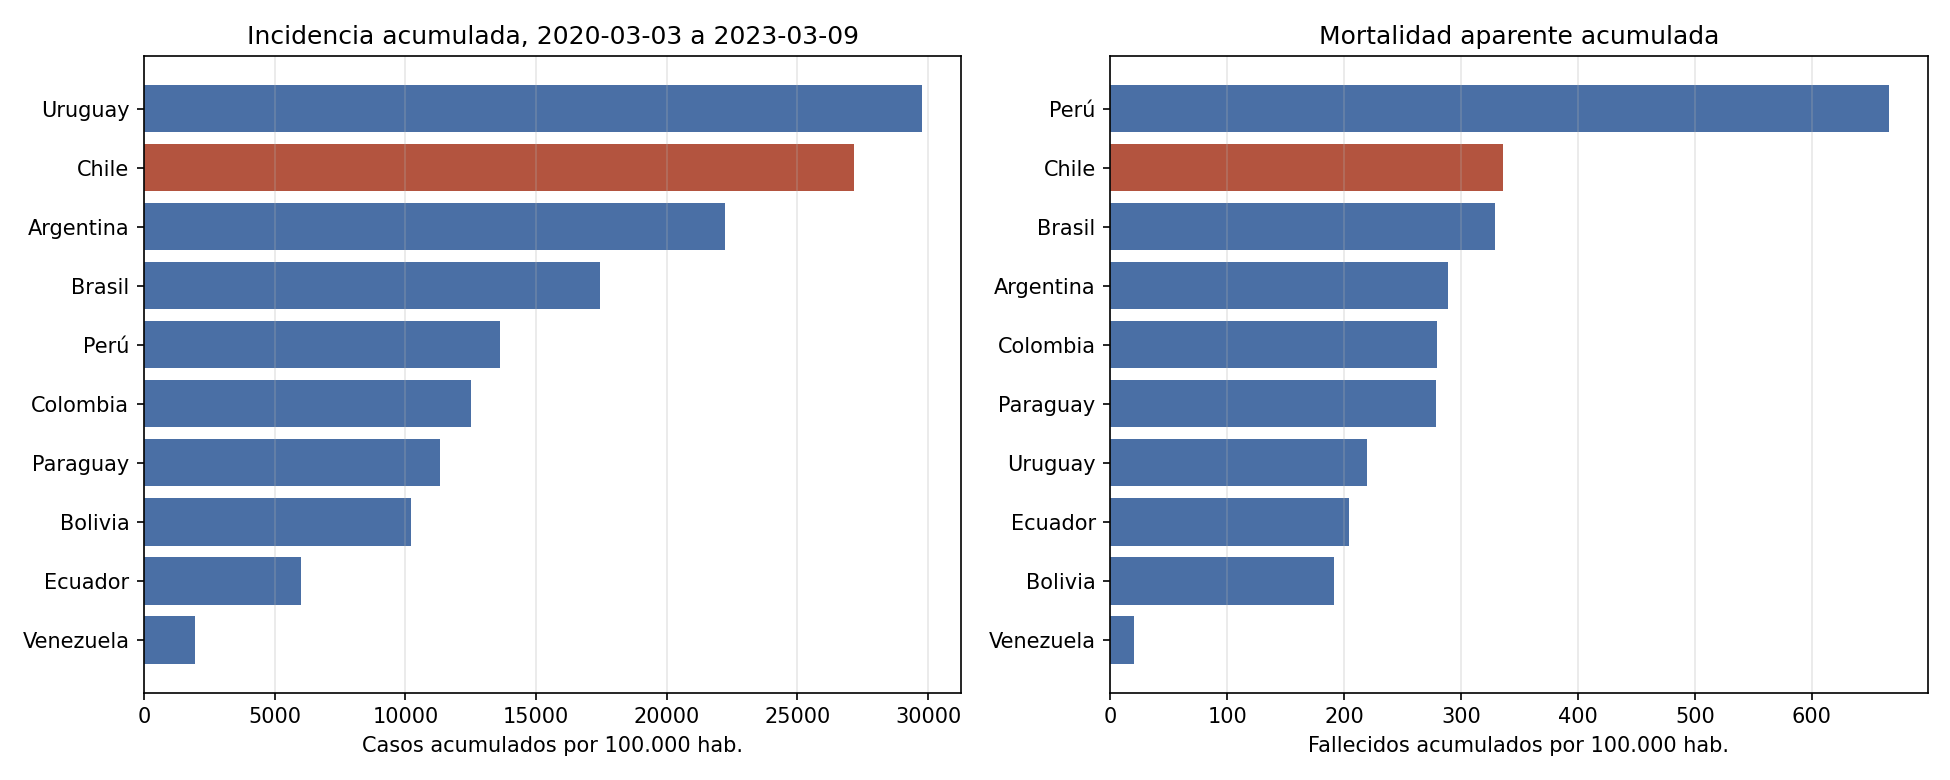 Incidencia acumulada, 2020-03-03 a 2023-03-09
Uruguay
Chile
Argentina
Brasil
Perú
Colombia
Paraguay
Bolivia
Ecuador
Venezuela
0 5000 10000 15000 20000 25000 30000
Casos acumulados por 100.000 hab.
Mortalidad aparente acumulada
Perú
Chile
Brasil
Argentina
Colombia
Paraguay
Uruguay
Ecuador
Bolivia
Venezuela
0 100 200 300 400 500 600
Fallecidos acumulados por 100.000 hab.